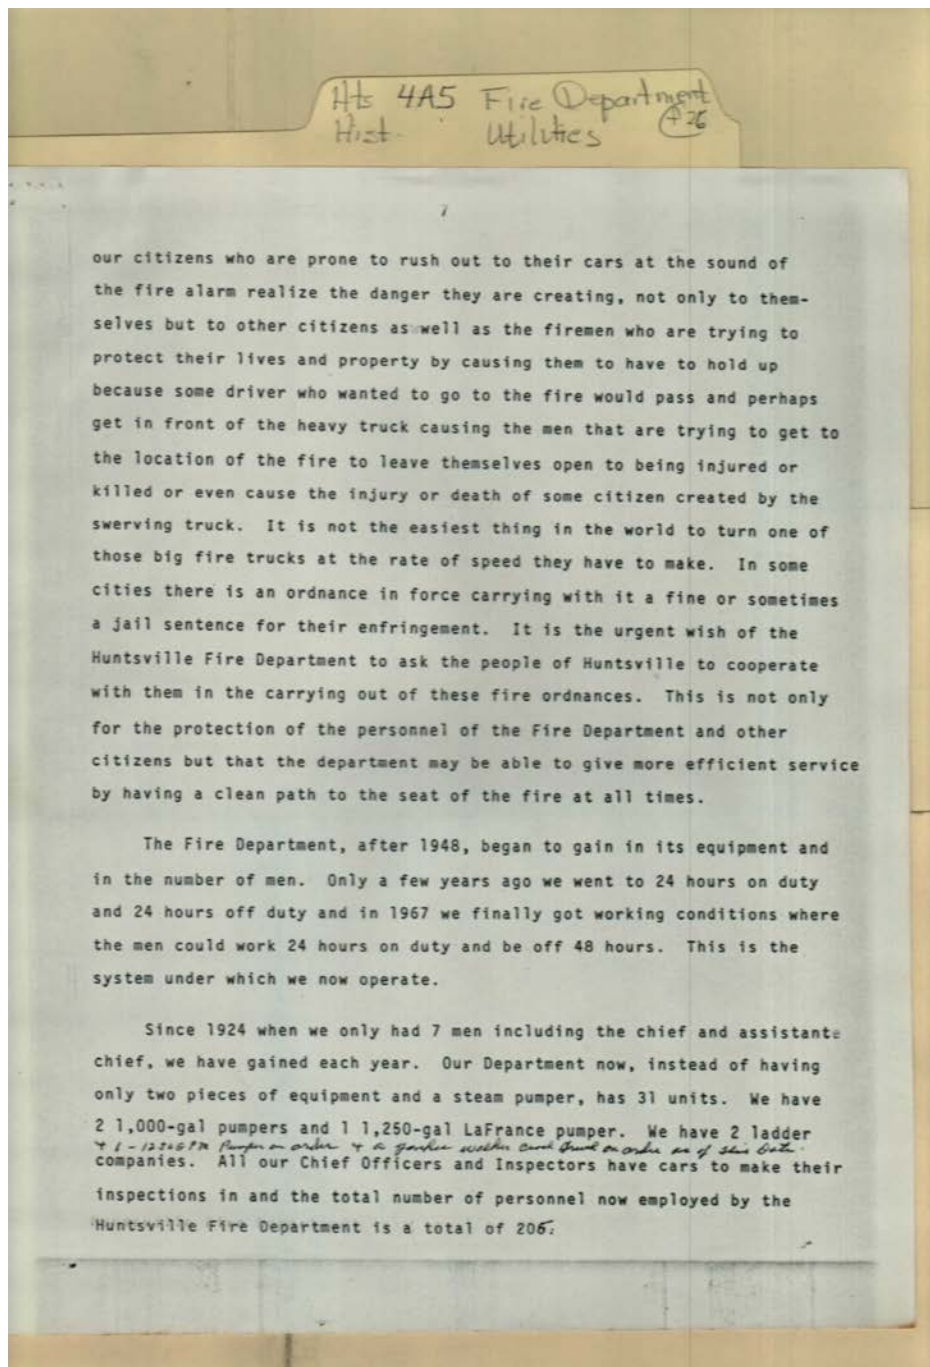 Hts 4A5 Fire Department
Hist. Utilities +26
our citizens who are prone to rush out to their cars at the sound of
the fire alarm realize the danger they are creating, not only to them-
selves but to other citizens as well as the firemen who are trying to
protect their lives and property by causing them to have to hold up
because some driver who wanted to go to the fire would pass and perhaps
get in front of the heavy truck causing the men that are trying to get to
the location of the fire to leave themselves open to being injured or
killed or even cause the injury or death of some citizen created by the
swerving truck.  It is not the easiest thing in the world to turn one of
those big fire trucks at the rate of speed they have to make.  In some
cities there is an ordnance in force carrying with it a fine or sometimes
a jail sentence for their enfringement.  It is the urgent wish of the
Huntsville Fire Department to ask the people of Huntsville to cooperate
with them in the carrying out of these fire ordnances.  This is not only
for the protection of the personnel of the Fire Department and other
citizens but that the department may be able to give more efficient service
by having a clean path to the seat of the fire at all times.
The Fire Department, after 1948, began to gain in its equipment and
in the number of men.  Only a few years ago we went to 24 hours on duty
and 24 hours off duty and in 1967 we finally got working conditions where
the men could work 24 hours on duty and be off 48 hours.  This is the
system under which we now operate.
Since 1924 when we only had 7 men including the chief and assistant
chief, we have gained each year.  Our Department now, instead of having
only two pieces of equipment and a steam pumper, has 31 units.  We have
2 1,000-gal pumpers and 1 1,250-gal LaFrance pumper.  We have 2 ladder
Pumper on order + a on order as of this Date.
companies.  All our Chief Officers and Inspectors have cars to make their
inspections in and the total number of personnel now employed by the
Huntsville Fire Department is a total of 205.